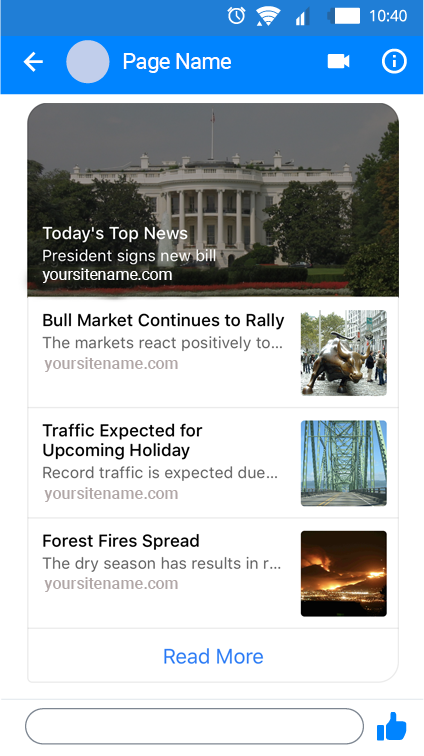 10:40
Page Name
Today's Top News
President signs new bill
yoursitename.com
Bull Market Continues to Rally
The markets react positively to...
yoursitename.com
Traffic Expected for
Upcoming Holiday
Record traffic is expected due...
yoursitename.com
Forest Fires Spread
The dry season has results in r...
yoursitename.com
Read More